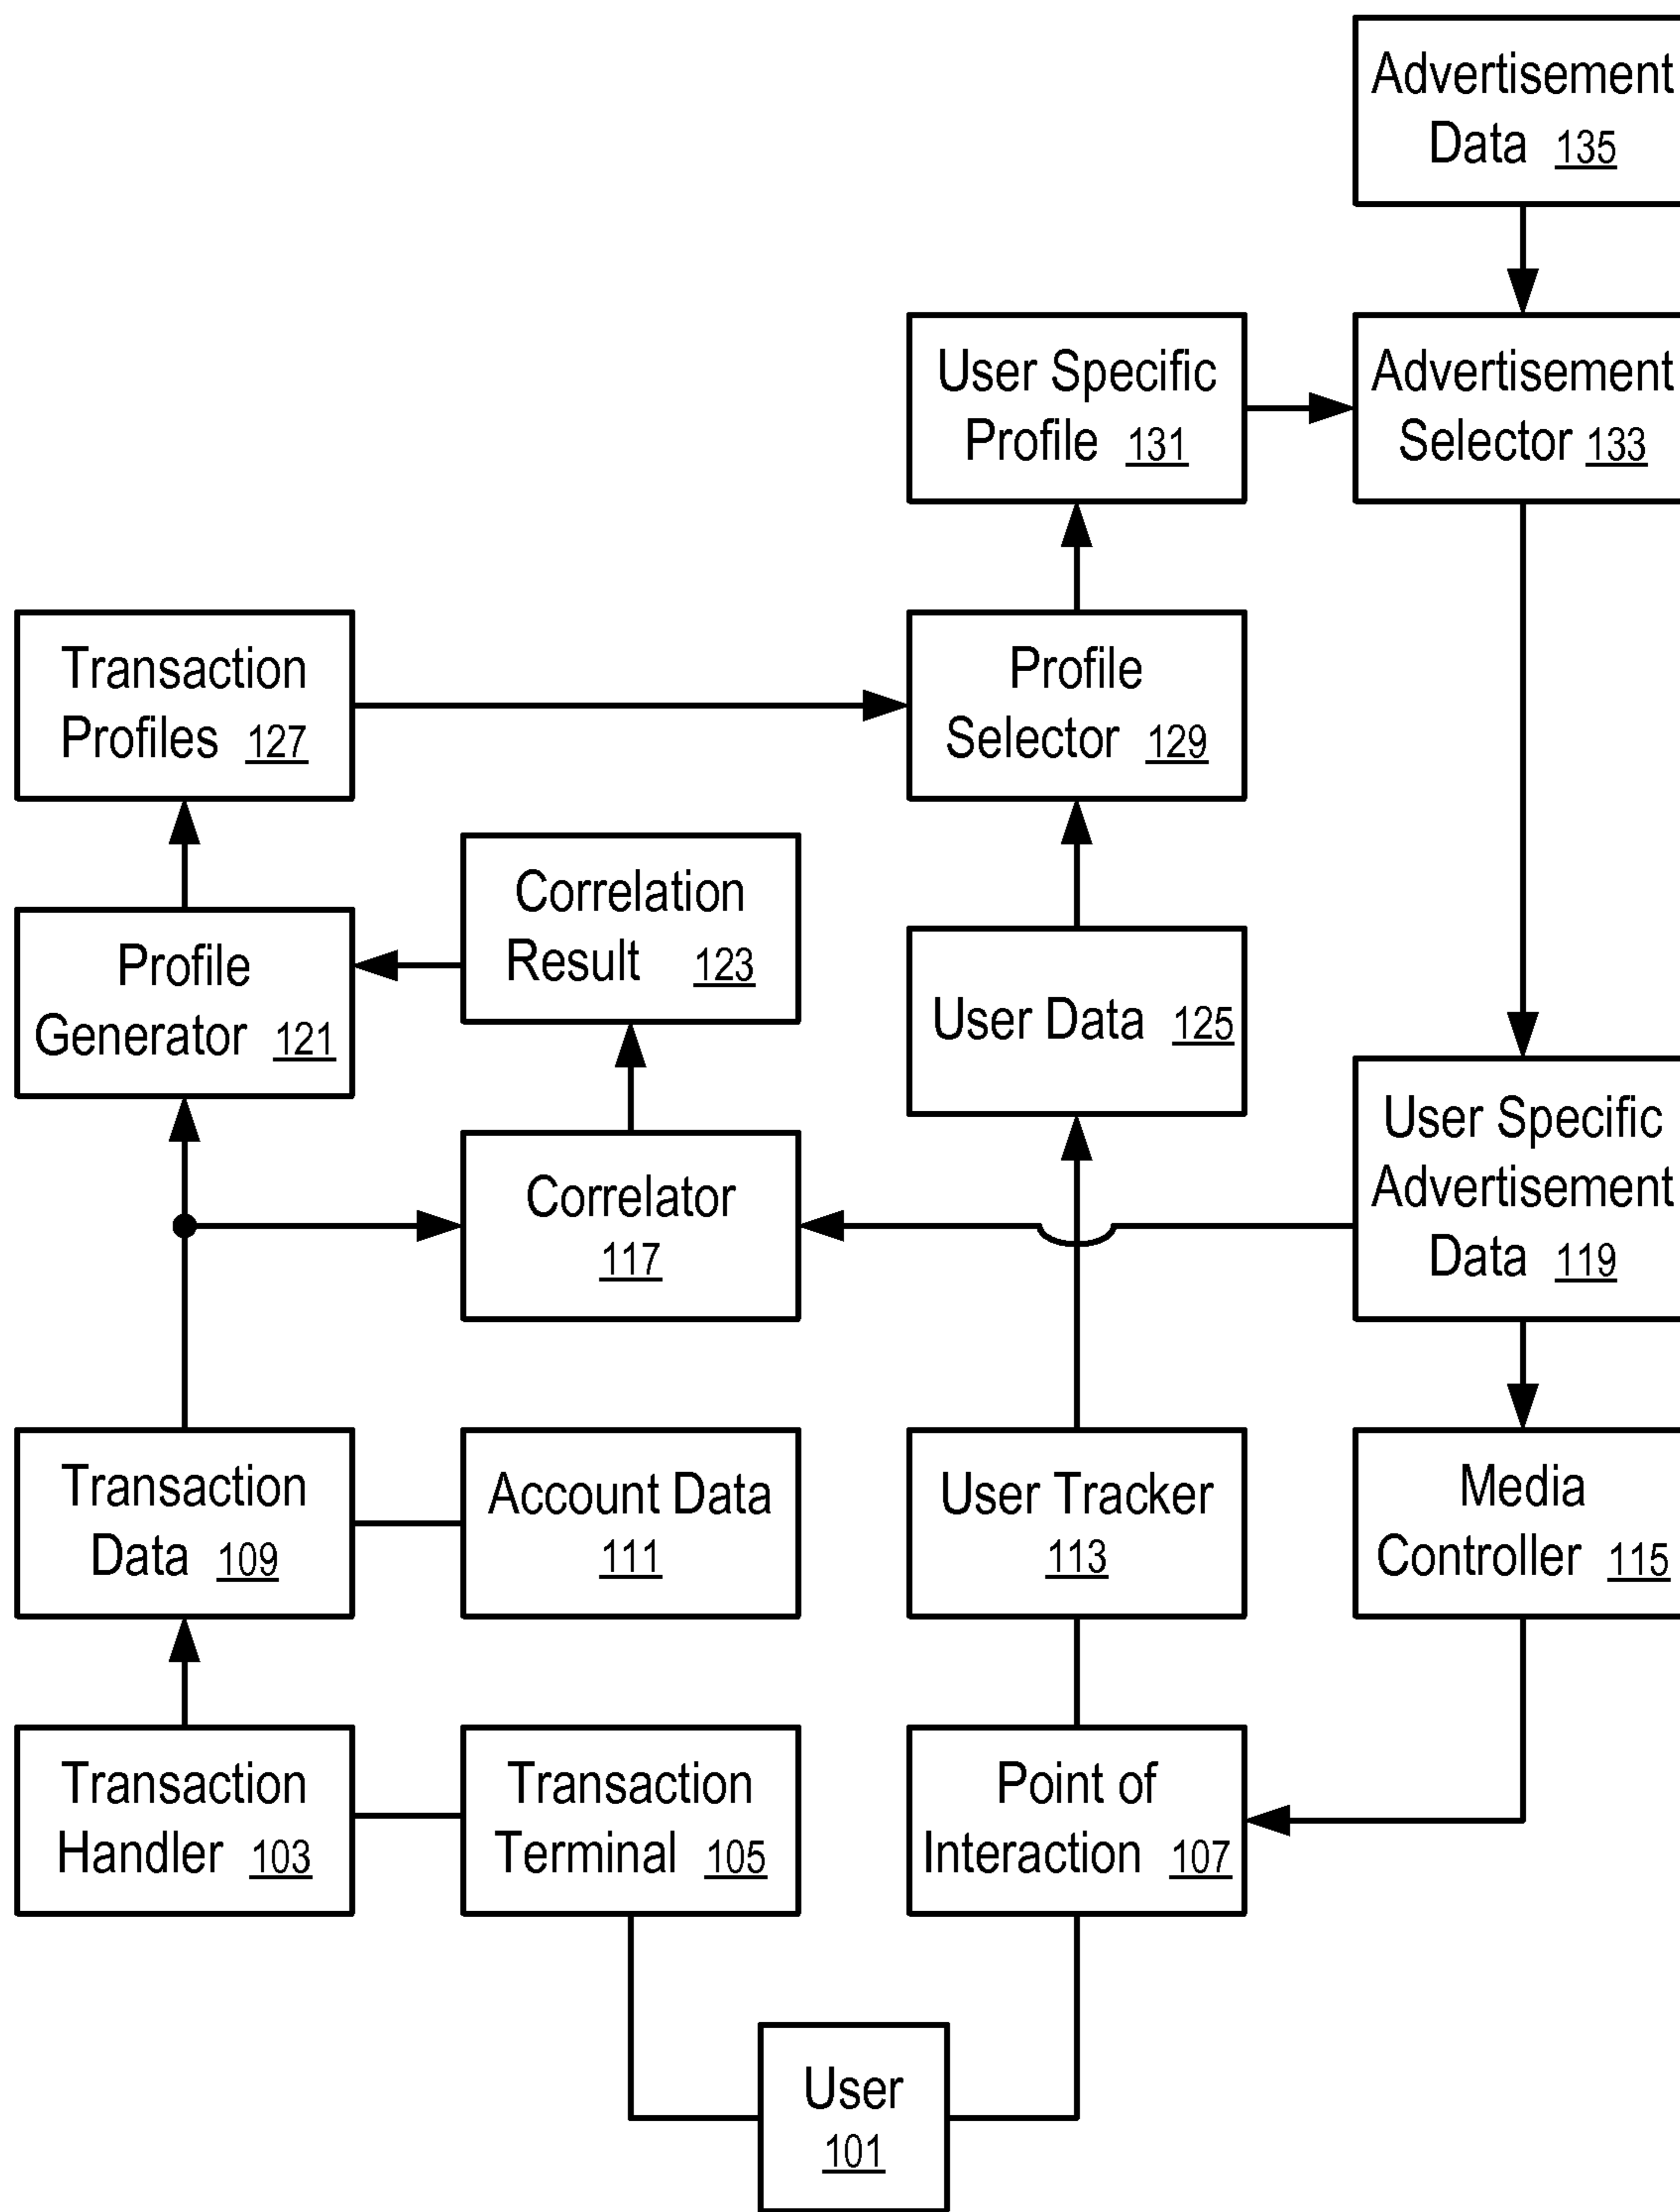 Advertisement
Data 135
User Specific
Profile 131
Advertisement
Selector 133
Transaction
Profiles 127
Profile
Selector 129
Correlation
Result 123
Profile
Generator 121
User Data 125
User Specific
Advertisement
Data 119
Correlator
117
Transaction
Data 109
Account Data
111
User Tracker
113
Media
Controller 115
Transaction
Handler 103
Transaction
Terminal 105
Point of
Interaction 107
User
101